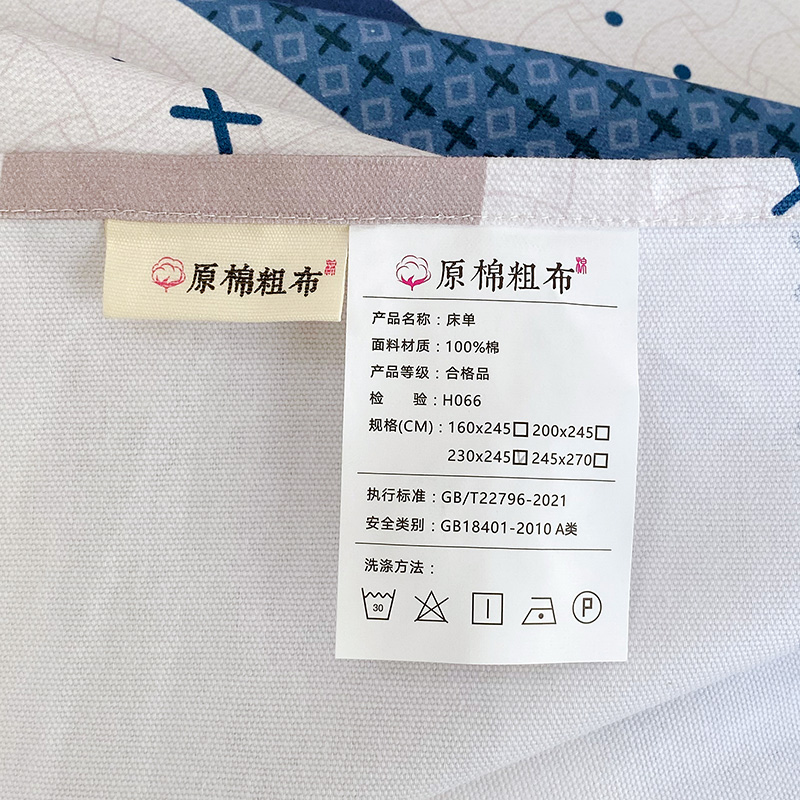 原棉粗布
原棉粗布 棉
产品名称：床单
面料材质：100%棉
产品等级：合格品
检 验：H066
规格(CM)：160x245□ 200x245□
230x245☑ 245x270□
执行标准：GB/T22796-2021
安全类别：GB18401-2010 A类
洗涤方法：
30
P